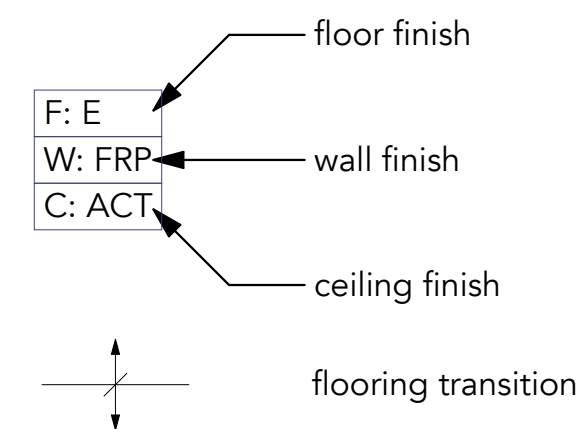 floor finish
F: E
W: FRP
wall finish
C: ACT
ceiling finish
flooring transition